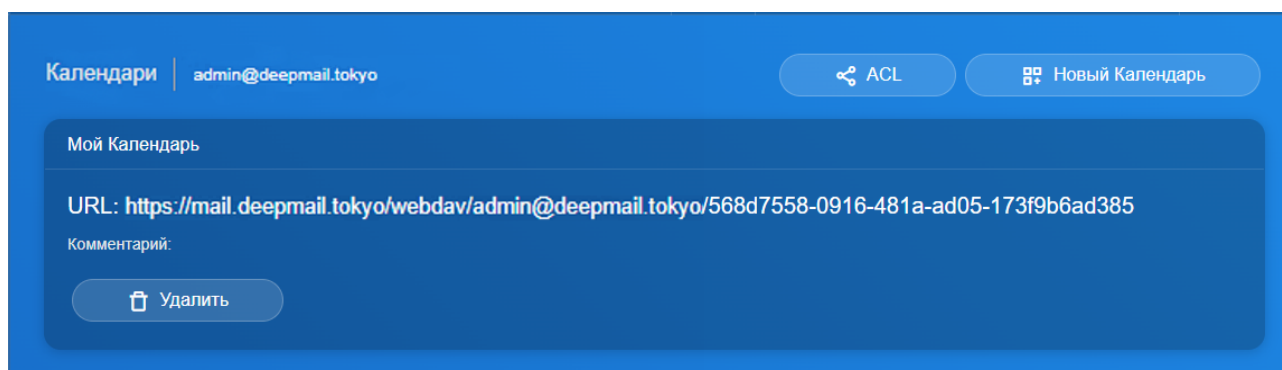 Календари admin@deepmail.tokyo ACL Новый Календарь
Мой Календарь
URL: https://mail.deepmail.tokyo/webdav/admin@deepmail.tokyo/568d7558-0916-481a-ad05-173f9b6ad385
Комментарий:
Удалить